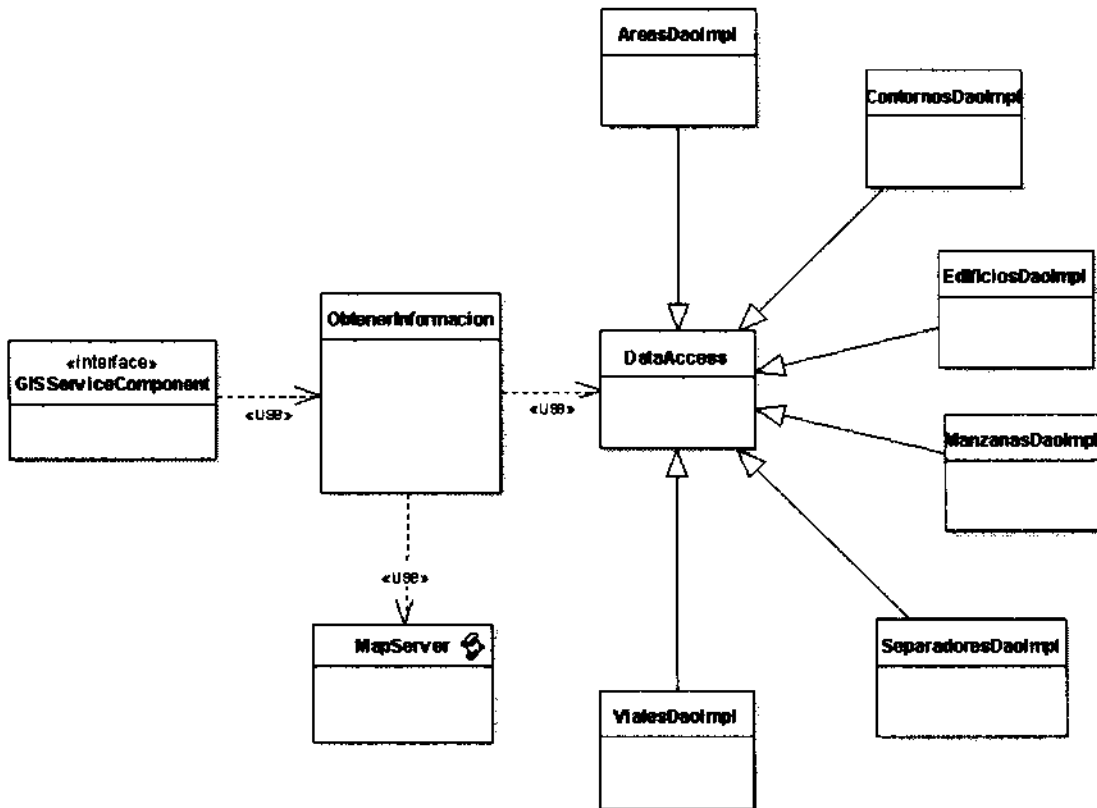 AreasDaoImpl
ContornosDaoImpl
EdificiosDaoImpl
ObtenerInformacion
«interface»
GISServiceComponent
DataAccess
«use»
«use»
ManzanasDaoImpl
«use»
MapServer
SeparadoresDaoImpl
VialesDaoImpl